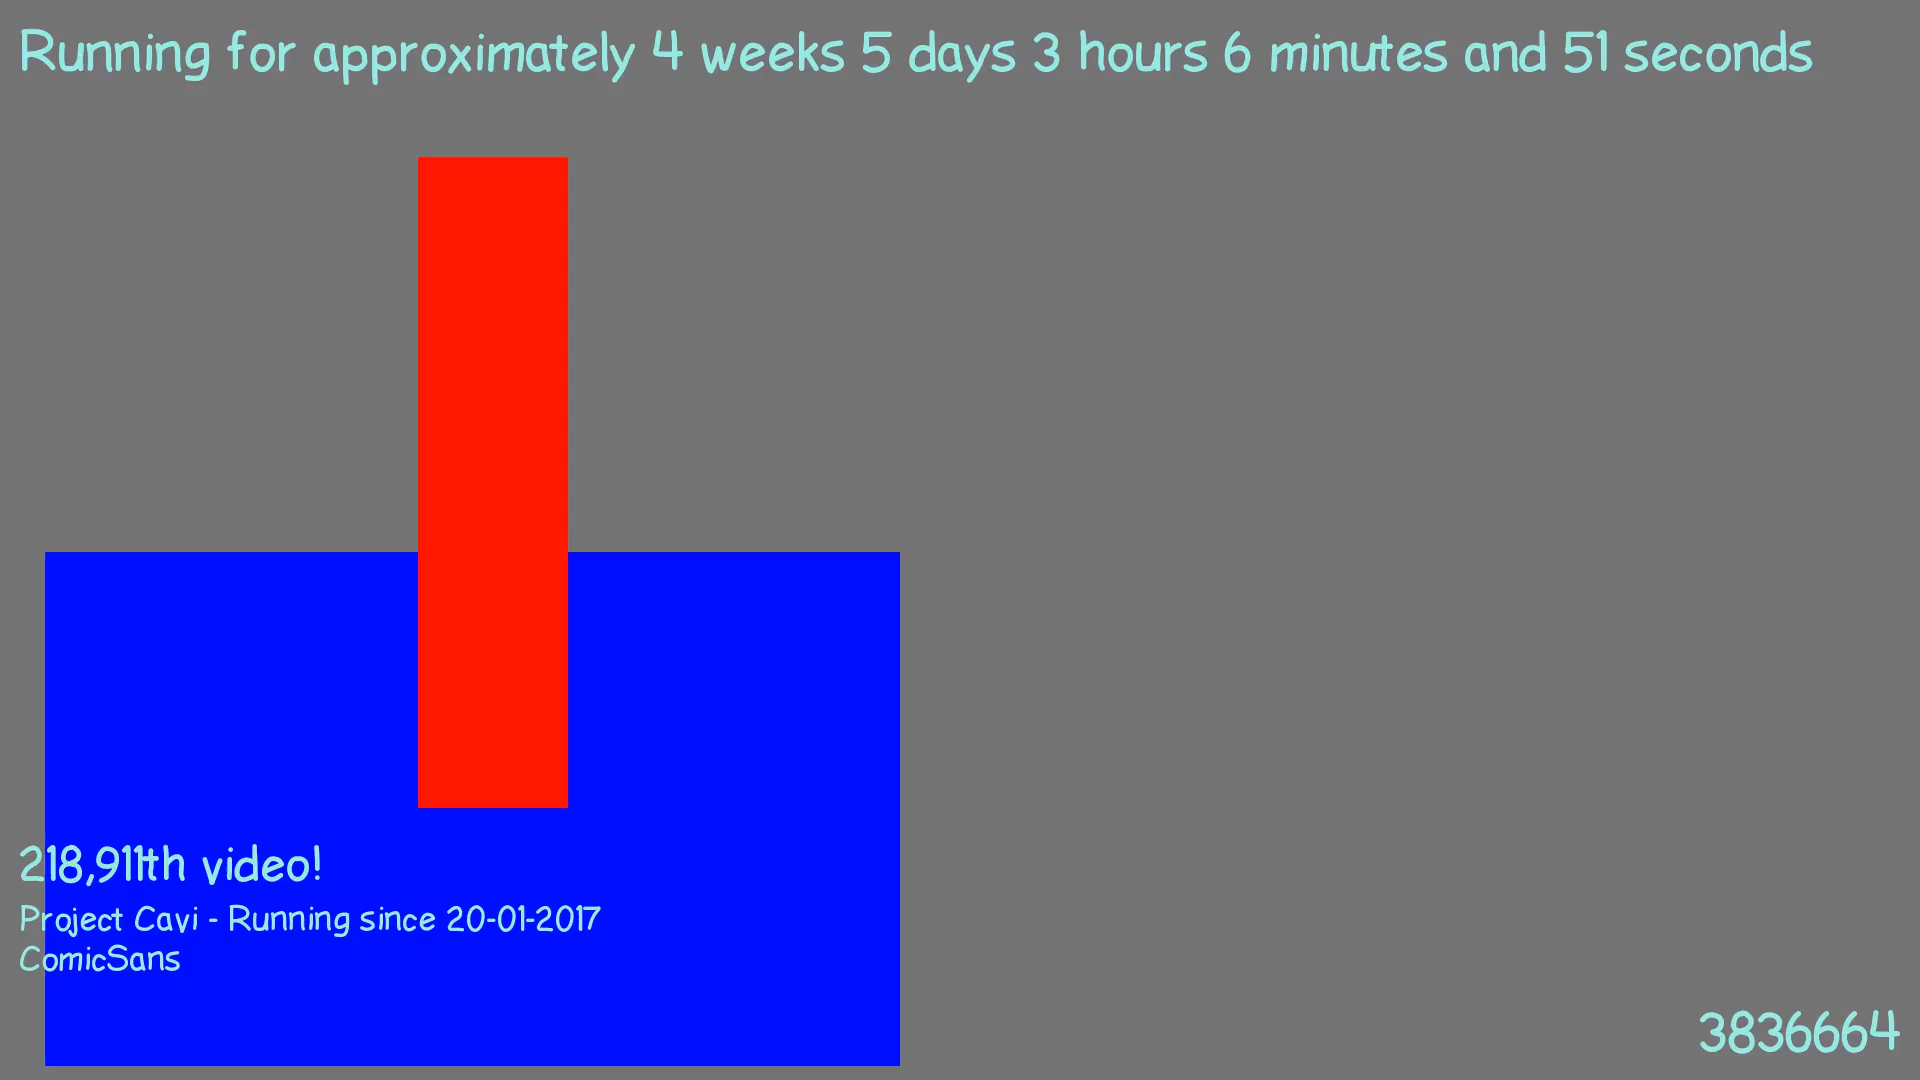 Running for approximately 4 weeks 5 days 3 hours 6 minutes and 51 seconds
218,911th video!
Project Cavi - Running since 20-01-2017
ComicSans
3836664